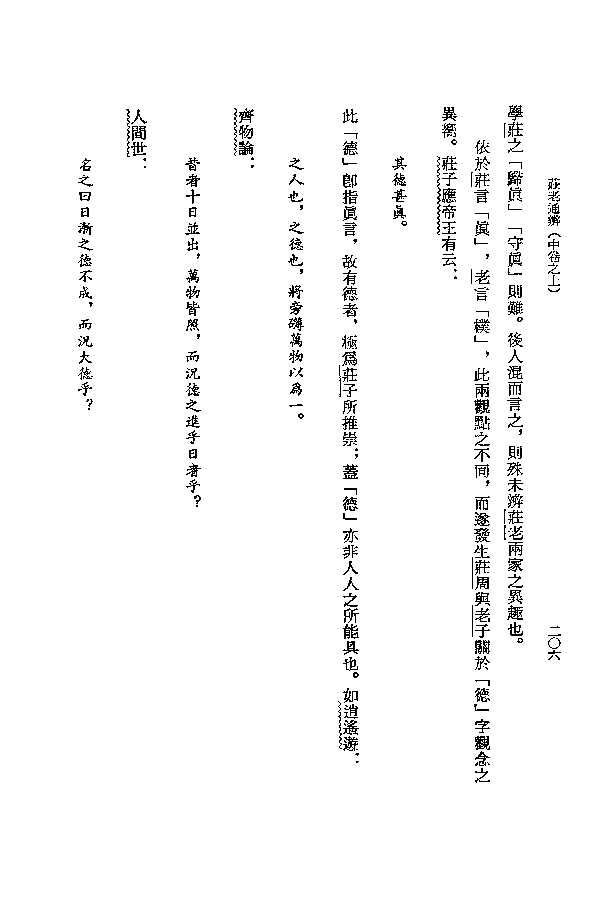 莊老通辨（中卷之上）
二〇六
學莊之「歸眞」「守眞」則難。後人混而言之，則殊未辨莊老兩家之異趣也。
依於莊言「眞」，老言「樸」，此兩觀點之不同，而遂發生莊周與老子關於「德」字觀念之
異嚮。莊子應帝王有云：
其德甚眞。
此「德」卽指眞言，故有德者，極爲莊子所推崇；蓋「德」亦非人人之所能具也。如逍遙遊：
之人也，之德也，將旁礴萬物以爲一。
齊物論：
昔者十日並出，萬物皆照，而況德之進乎日者乎？
人間世：
名之曰日漸之德不成，而況大德乎？